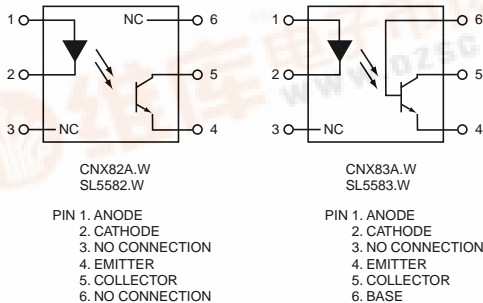 1 NC 6
2 5
3 NC 4
CNX82A.W
SL5582.W
PIN 1. ANODE
2. CATHODE
3. NO CONNECTION
4. EMITTER
5. COLLECTOR
6. NO CONNECTION
1 6
2 5
3 NC 4
CNX83A.W
SL5583.W
PIN 1. ANODE
2. CATHODE
3. NO CONNECTION
4. EMITTER
5. COLLECTOR
6. BASE